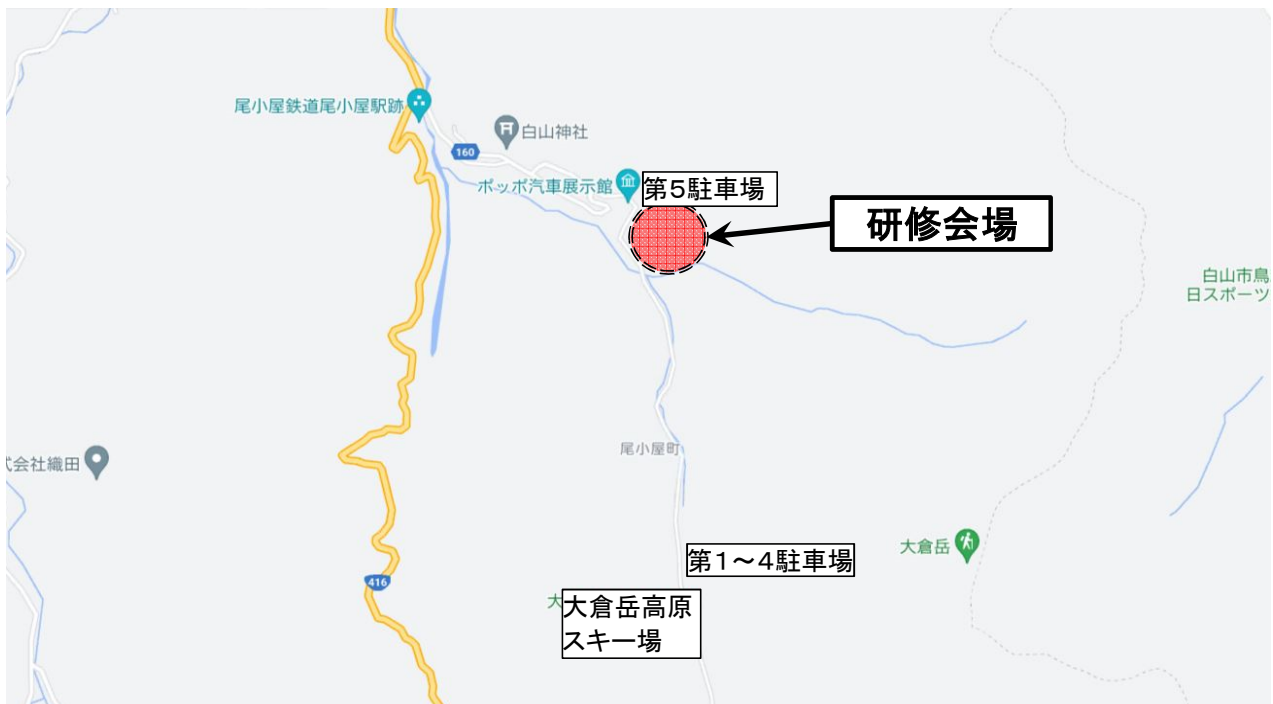 尾小屋鉄道尾小屋駅跡
白山神社
160
ポッポ汽車展示館
第5駐車場
研修会場
白山市鳥
日スポーツ
尾小屋町
式会社織田
大倉岳
第1～4駐車場
416
大
大倉岳高原
スキー場